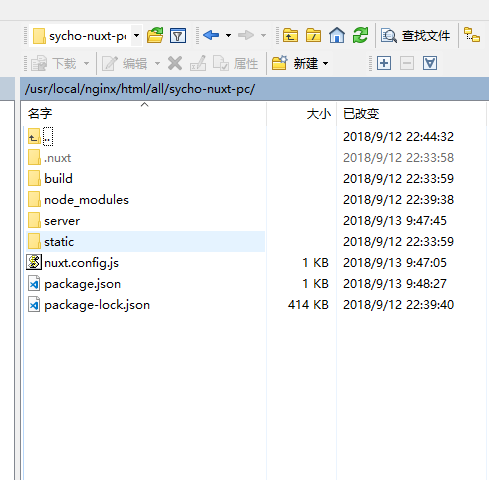 sycho-nuxt-pc 查找文件
下载 编辑 属性 新建
/usr/local/nginx/html/all/sycho-nuxt-pc/
名字 大小 已改变
.. 2018/9/12 22:44:32
.nuxt 2018/9/12 22:33:58
build 2018/9/12 22:33:59
node_modules 2018/9/12 22:39:38
server 2018/9/13 9:47:45
static 2018/9/12 22:33:59
nuxt.config.js 1 KB 2018/9/13 9:47:05
package.json 1 KB 2018/9/13 9:48:27
package-lock.json 414 KB 2018/9/12 22:39:40